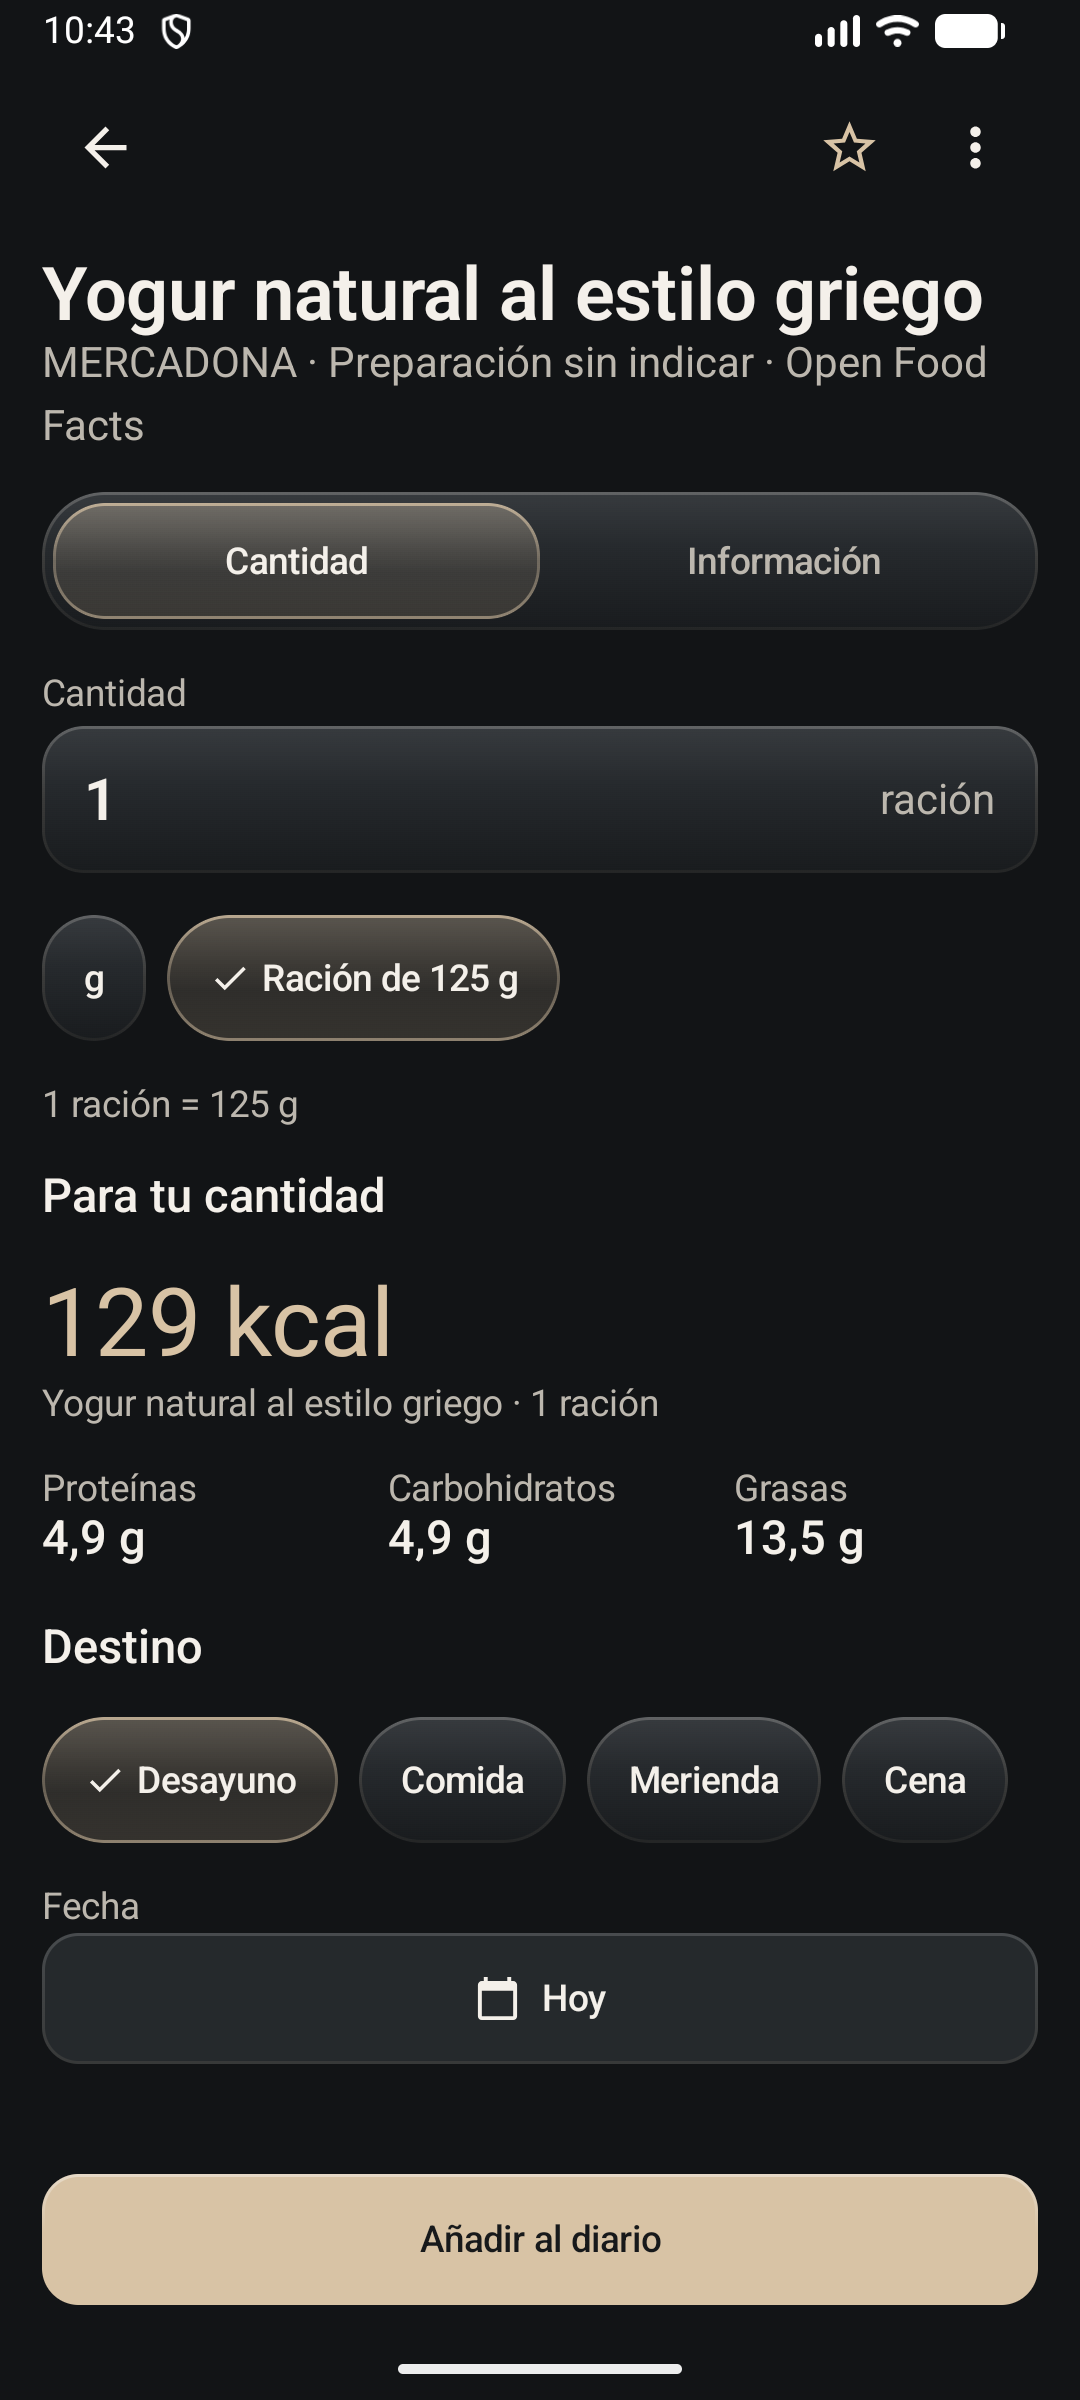 10:43
Yogur natural al estilo griego
MERCADONA · Preparación sin indicar · Open Food
Facts
Cantidad
Información
Cantidad
1
ración
g
Ración de 125 g
1 ración = 125 g
Para tu cantidad
129 kcal
Yogur natural al estilo griego · 1 ración
Proteínas
Carbohidratos
Grasas
4,9 g
4,9 g
13,5 g
Destino
Desayuno
Comida
Merienda
Cena
Fecha
Hoy
Añadir al diario